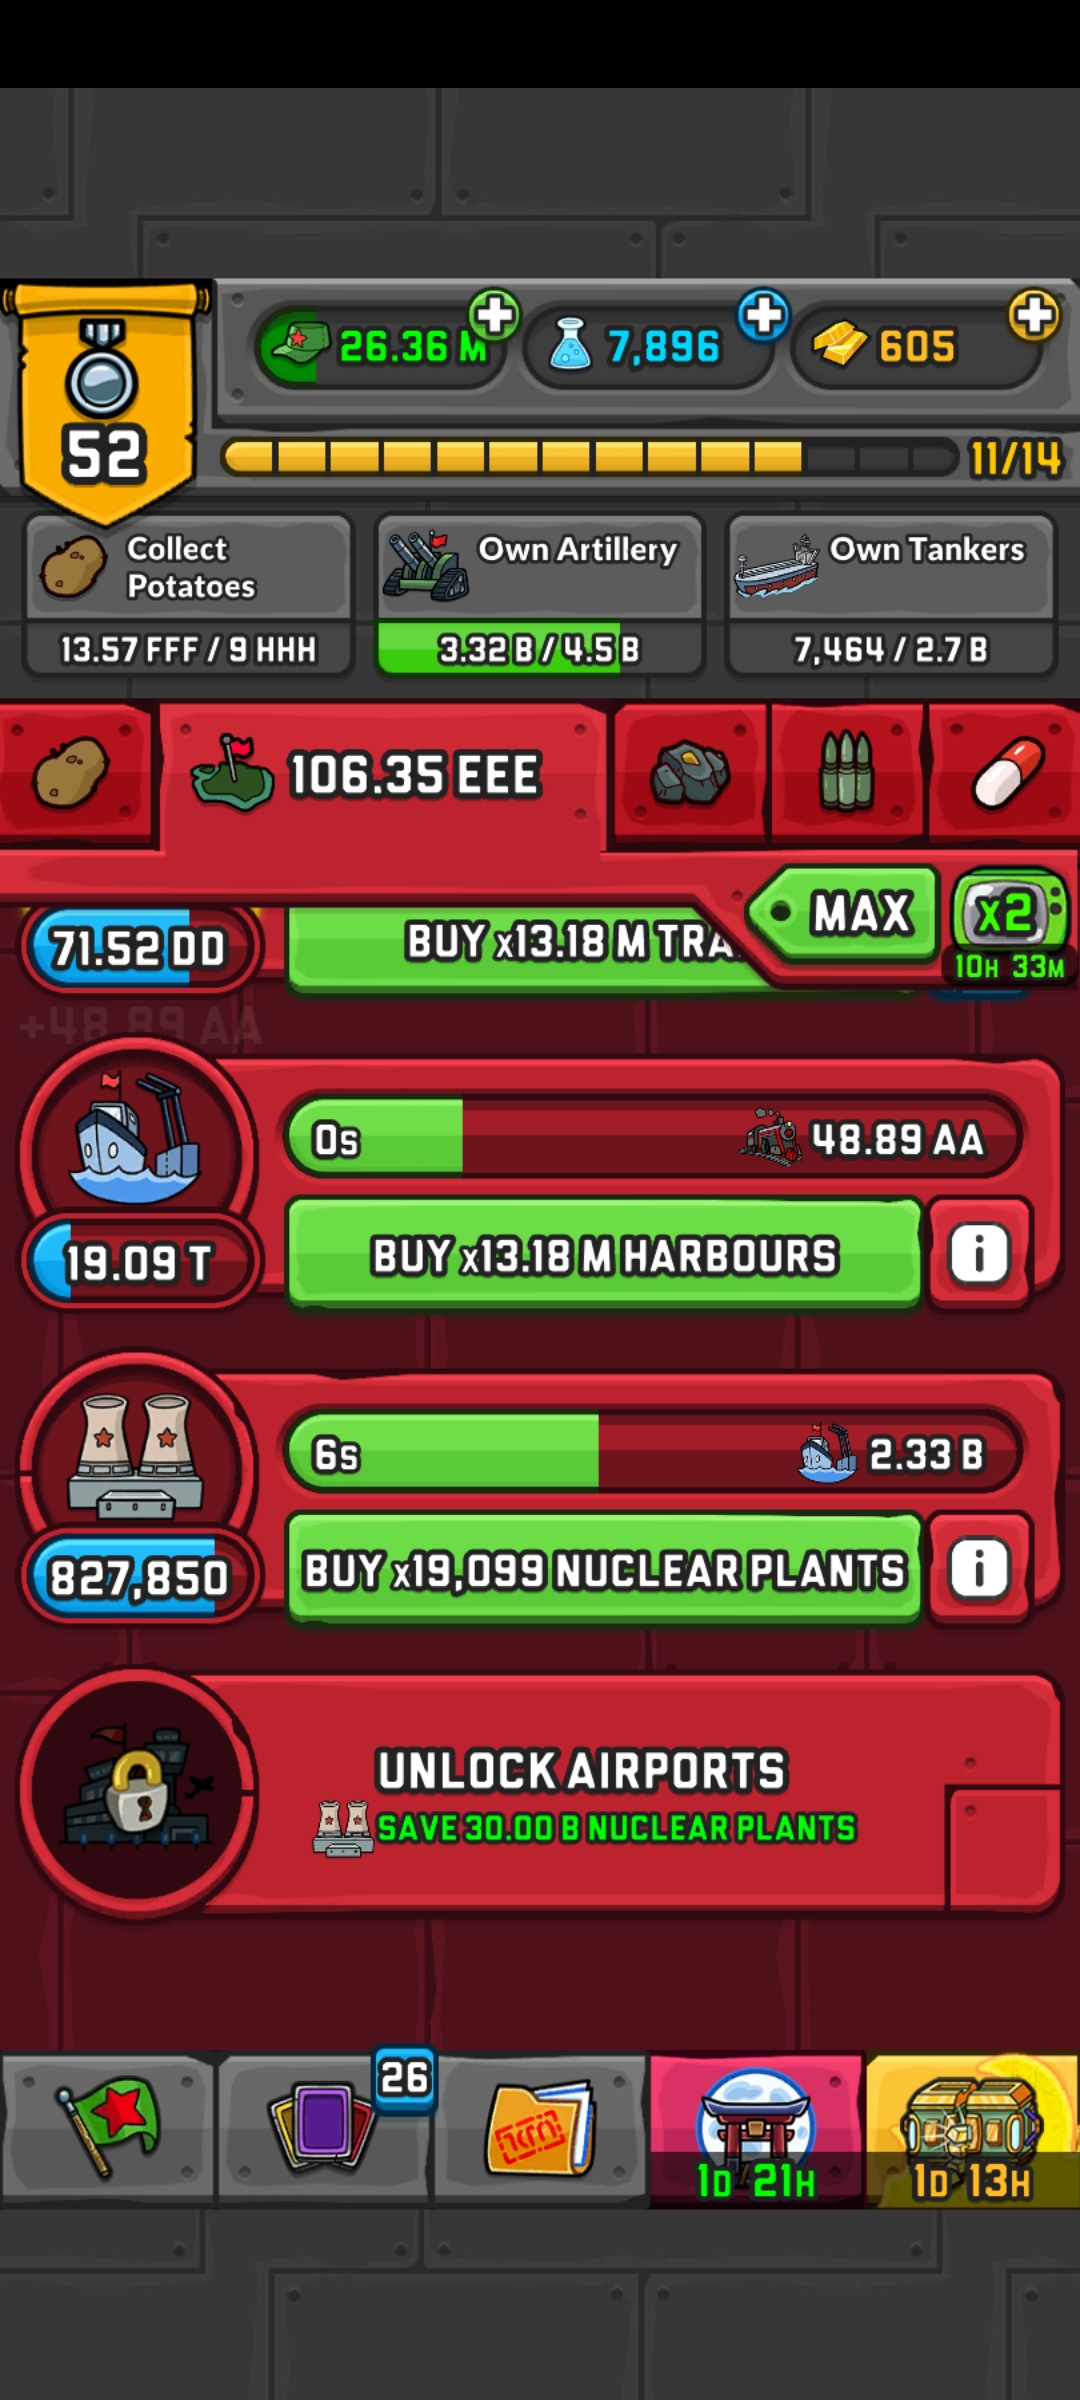 26.36 M
7,896
605
52
11/14
Collect
Potatoes
13.57 FFF / 9 HHH
Own Artillery
3.32 B / 4.5 B
Own Tankers
7,464 / 2.7 B
106.35 EEE
MAX
x2
10H 33M
71.52 DD
BUY x13.18 M TRA
+48.89 AA
0s
48.89 AA
19.09 T
BUY x13.18 M HARBOURS
i
6s
2.33 B
827,850
BUY x19,099 NUCLEAR PLANTS
i
UNLOCK AIRPORTS
SAVE 30.00 B NUCLEAR PLANTS
26
1D 21H
1D 13H